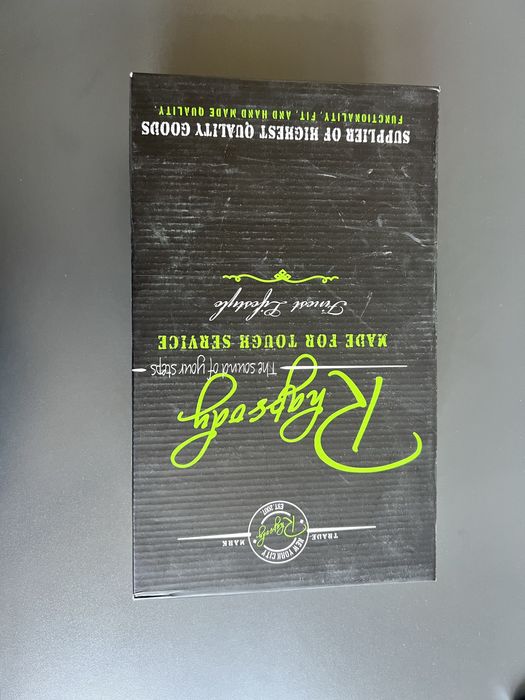 TRADE MARK
NEW YORK CITY
Rhapsody
EST. 2007
Rhapsody
The sound of your steps
MADE FOR TOUGH SERVICE
Finest Lifestyle
SUPPLIER OF HIGHEST QUALITY GOODS
FUNCTIONALITY, FIT, AND HAND MADE QUALITY.